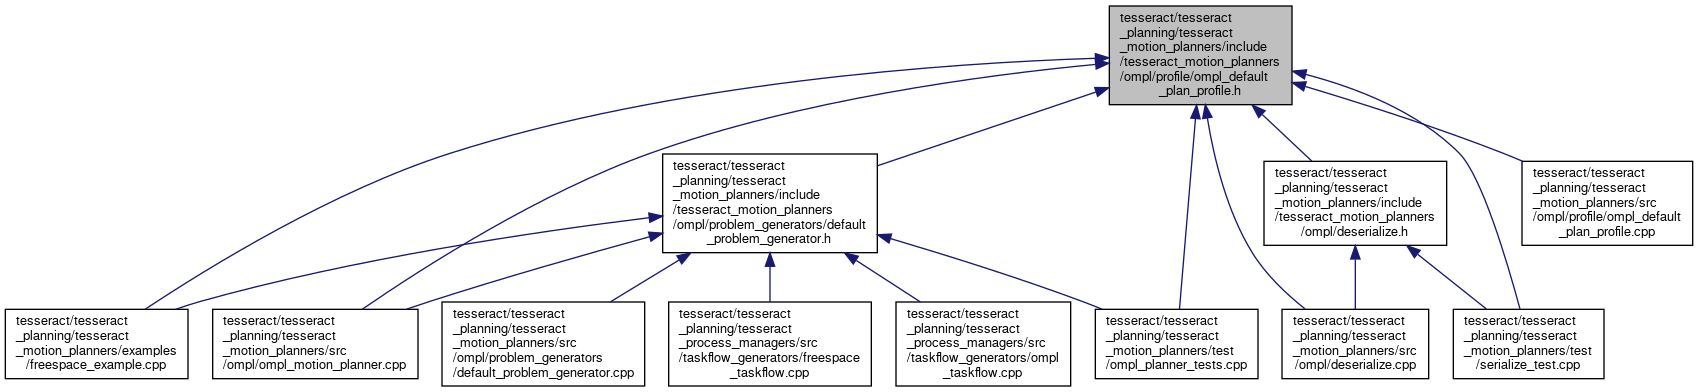 tesseract/tesseract
_planning/tesseract
_motion_planners/include
/tesseract_motion_planners
/ompl/profile/ompl_default
_plan_profile.h
tesseract/tesseract
_planning/tesseract
_motion_planners/include
/tesseract_motion_planners
/ompl/problem_generators/default
_problem_generator.h
tesseract/tesseract
_planning/tesseract
_motion_planners/include
/tesseract_motion_planners
/ompl/deserialize.h
tesseract/tesseract
_planning/tesseract
_motion_planners/src
/ompl/profile/ompl_default
_plan_profile.cpp
tesseract/tesseract
_planning/tesseract
_motion_planners/examples
/freespace_example.cpp
tesseract/tesseract
_planning/tesseract
_motion_planners/src
/ompl/ompl_motion_planner.cpp
tesseract/tesseract
_planning/tesseract
_motion_planners/src
/ompl/problem_generators
/default_problem_generator.cpp
tesseract/tesseract
_planning/tesseract
_process_managers/src
/taskflow_generators/freespace
_taskflow.cpp
tesseract/tesseract
_planning/tesseract
_process_managers/src
/taskflow_generators/ompl
_taskflow.cpp
tesseract/tesseract
_planning/tesseract
_motion_planners/test
/ompl_planner_tests.cpp
tesseract/tesseract
_planning/tesseract
_motion_planners/src
/ompl/deserialize.cpp
tesseract/tesseract
_planning/tesseract
_motion_planners/test
/serialize_test.cpp